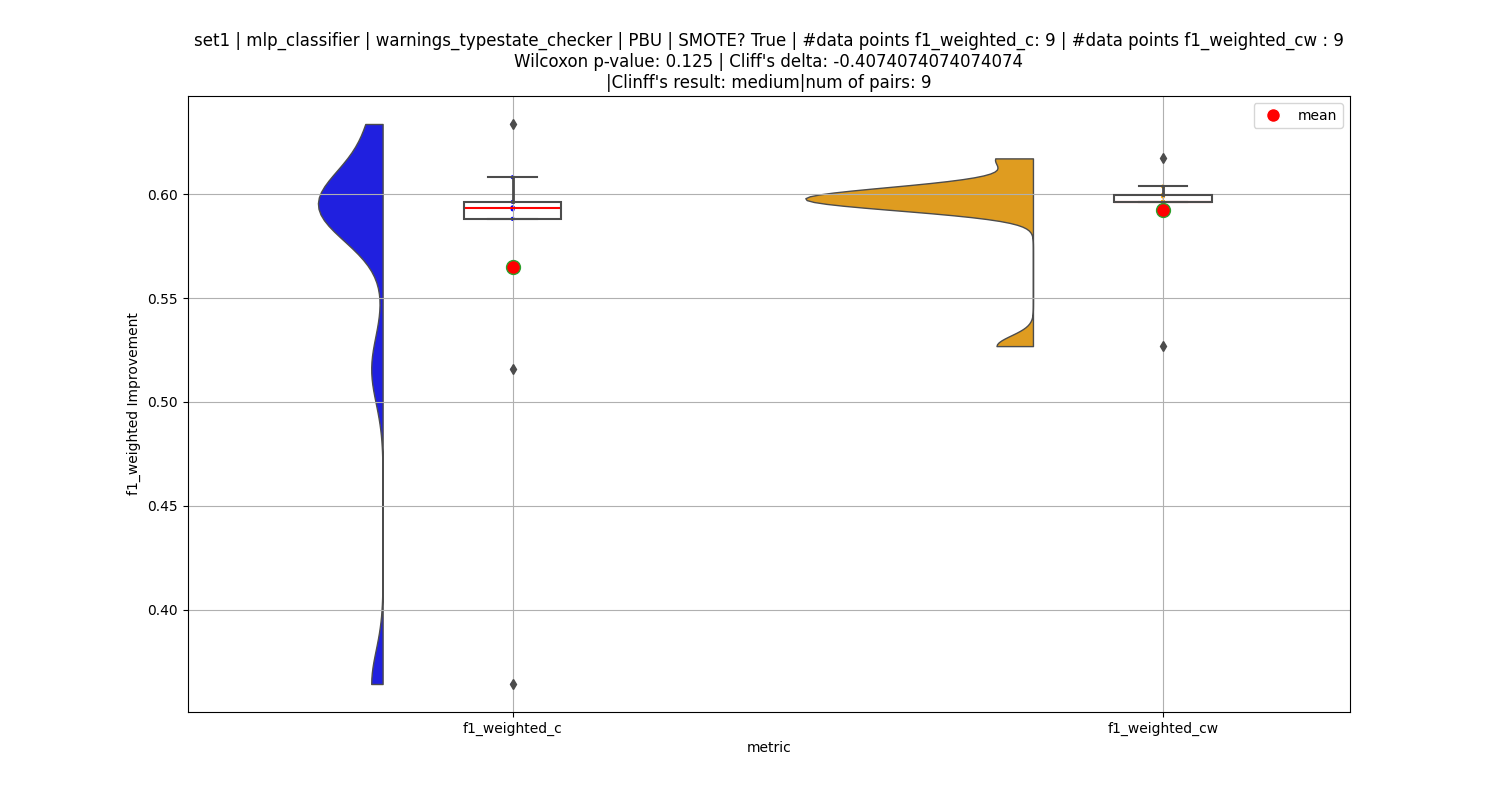 set1 | mlp_classifier | warnings_typestate_checker | PBU | SMOTE? True | #data points f1_weighted_c: 9 | #data points f1_weighted_cw : 9
Wilcoxon p-value: 0.125 | Cliff's delta: -0.4074074074074074
|Clinff's result: medium|num of pairs: 9
mean
0.60
0.55
0.50
0.45
0.40
f1_weighted Improvement
f1_weighted_c
f1_weighted_cw
metric